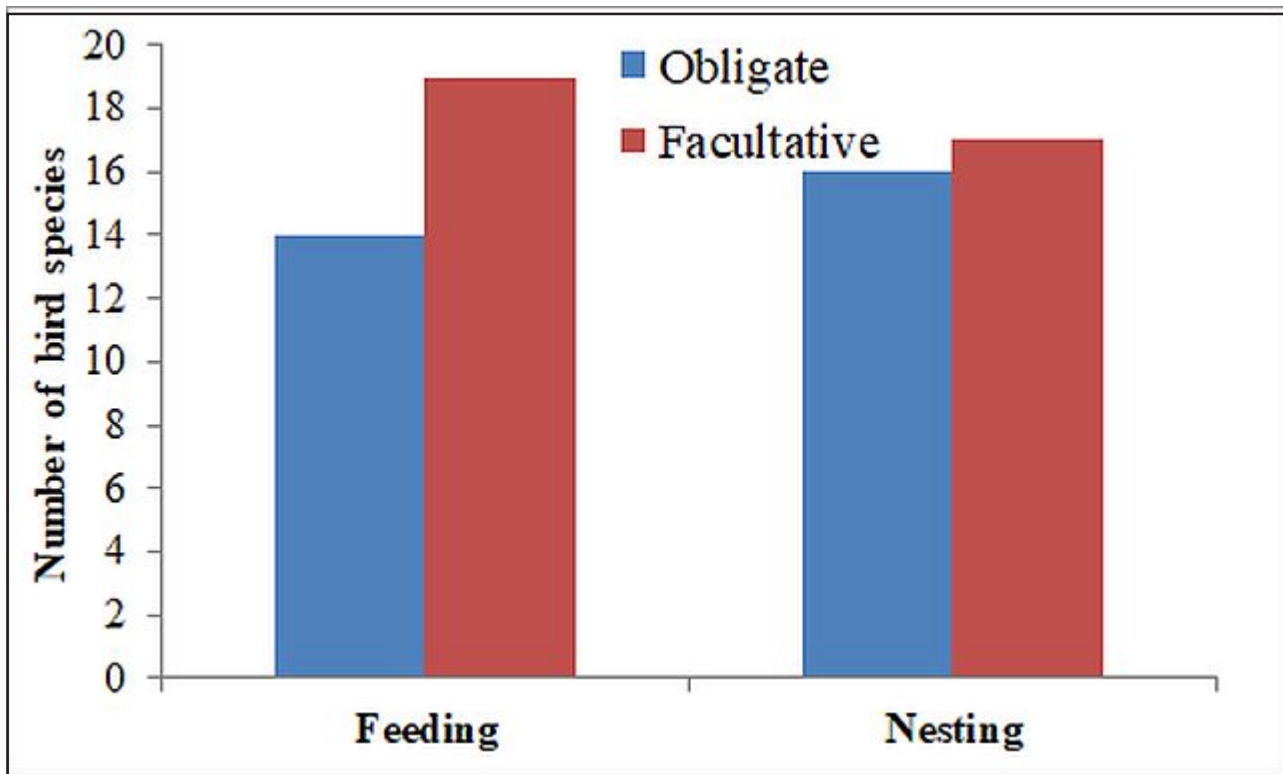 Number of bird species
20
18
16
14
12
10
8
6
4
2
0
Obligate
Facultative
Feeding
Nesting